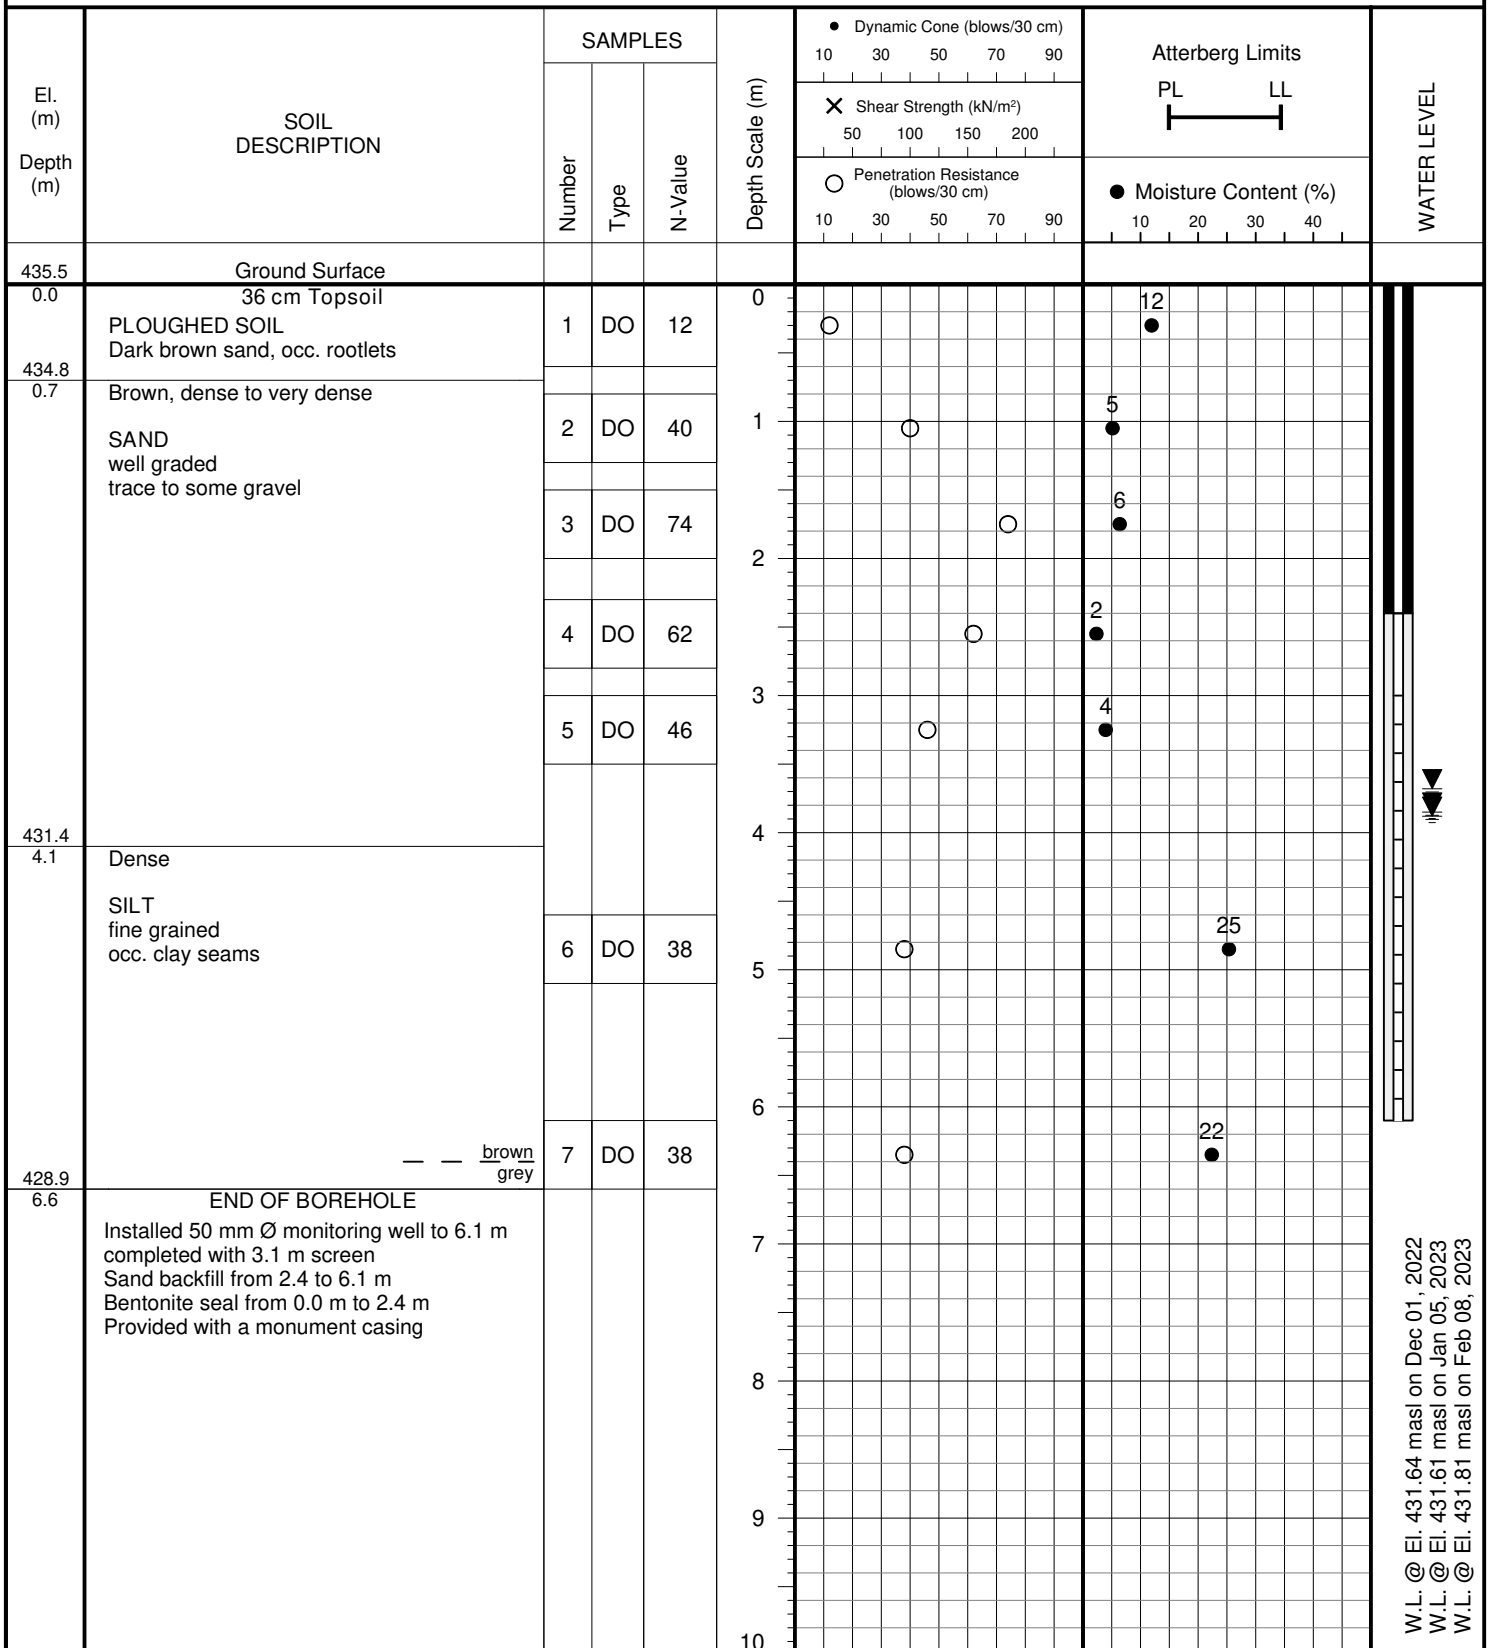 El.
(m)
Depth
(m)
SOIL
DESCRIPTION
SAMPLES
Number
Type
N-Value
Depth Scale (m)
Dynamic Cone (blows/30 cm)
10 30 50 70 90
Shear Strength (kN/m²)
50 100 150 200
Penetration Resistance
(blows/30 cm)
10 30 50 70 90
Atterberg Limits
PL LL
Moisture Content (%)
10 20 30 40
WATER LEVEL
435.5 Ground Surface
0.0 36 cm Topsoil 0
PLOUGHED SOIL 1 DO 12 12
Dark brown sand, occ. rootlets
434.8
0.7 Brown, dense to very dense
5
SAND 2 DO 40 1
well graded
trace to some gravel
6
3 DO 74
2
2
4 DO 62
3
4
5 DO 46
431.4 4
4.1 Dense
SILT
fine grained 25
occ. clay seams 6 DO 38
5
6
22
brown 7 DO 38
grey
428.9
6.6 END OF BOREHOLE
Installed 50 mm Ø monitoring well to 6.1 m 7
completed with 3.1 m screen
Sand backfill from 2.4 to 6.1 m
Bentonite seal from 0.0 m to 2.4 m
Provided with a monument casing
8
9
10
W.L. @ El. 431.64 masl on Dec 01, 2022
W.L. @ El. 431.61 masl on Jan 05, 2023
W.L. @ El. 431.81 masl on Feb 08, 2023